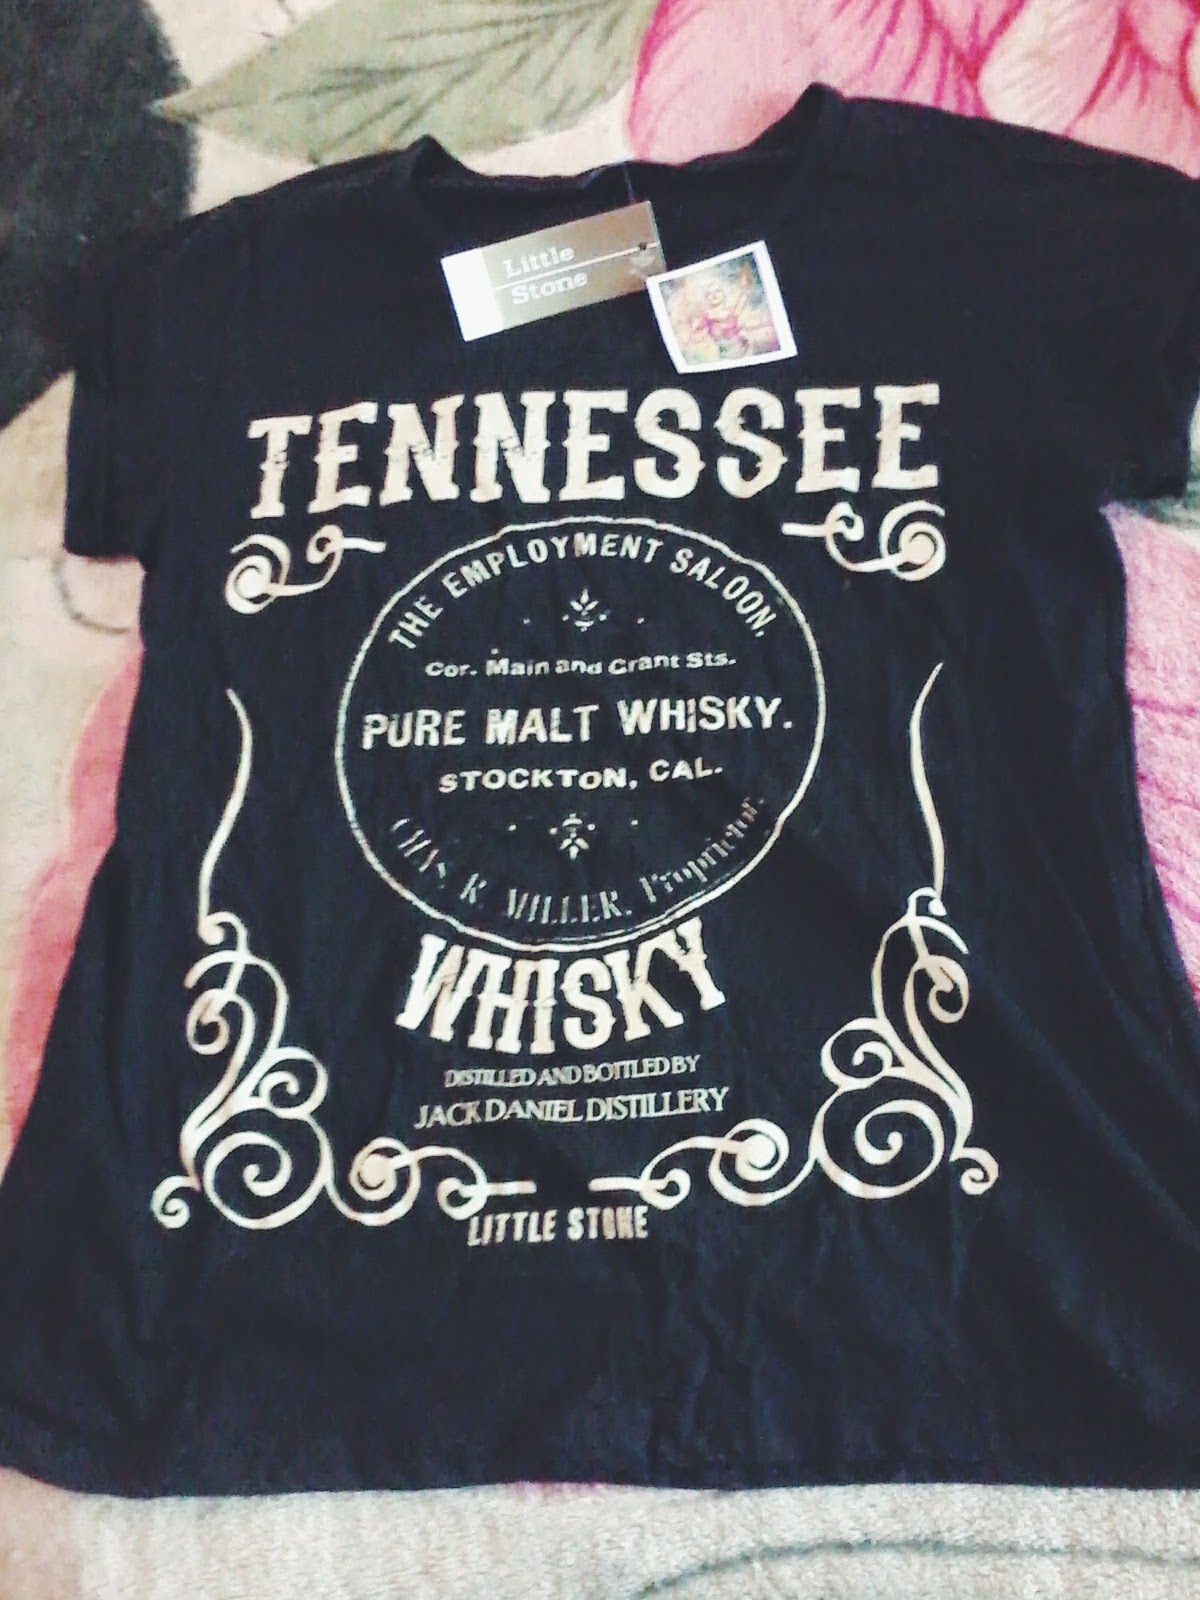 Little
Stone
TENNESSEE
THE EMPLOYMENT SALOON,
Cor. Main and Grant Sts.
PURE MALT WHISKY.
STOCKTON, CAL.
CHAS. R. MILLER, Proprietor.
WHISKY
DISTILLED AND BOTTLED BY
JACK DANIEL DISTILLERY
LITTLE STONE